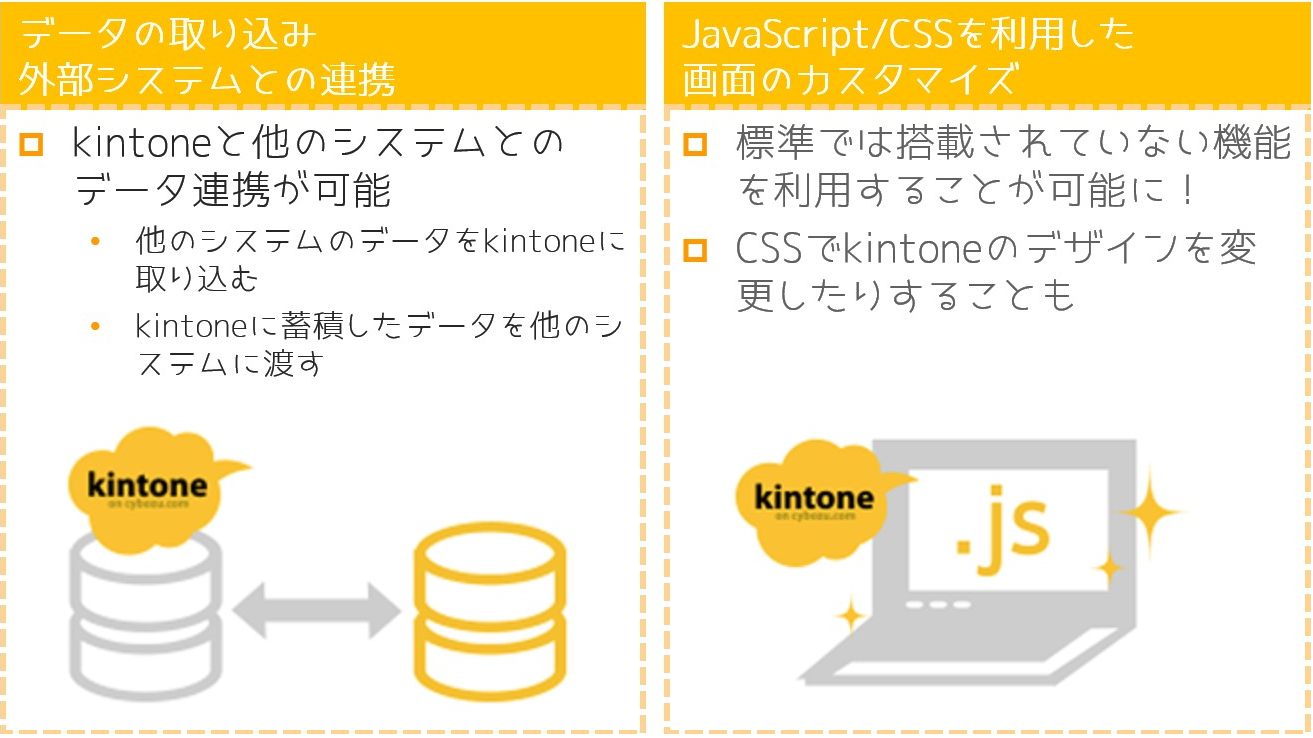 データの取り込み
外部システムとの連携
kintoneと他のシステムとの
データ連携が可能
他のシステムのデータをkintoneに
取り込む
kintoneに蓄積したデータを他のシ
ステムに渡す
kintone
on cybozu.com
JavaScript/CSSを利用した
画面のカスタマイズ
標準では搭載されていない機能
を利用することが可能に！
CSSでkintoneのデザインを変
更したりすることも
kintone
on cybozu.com
.js